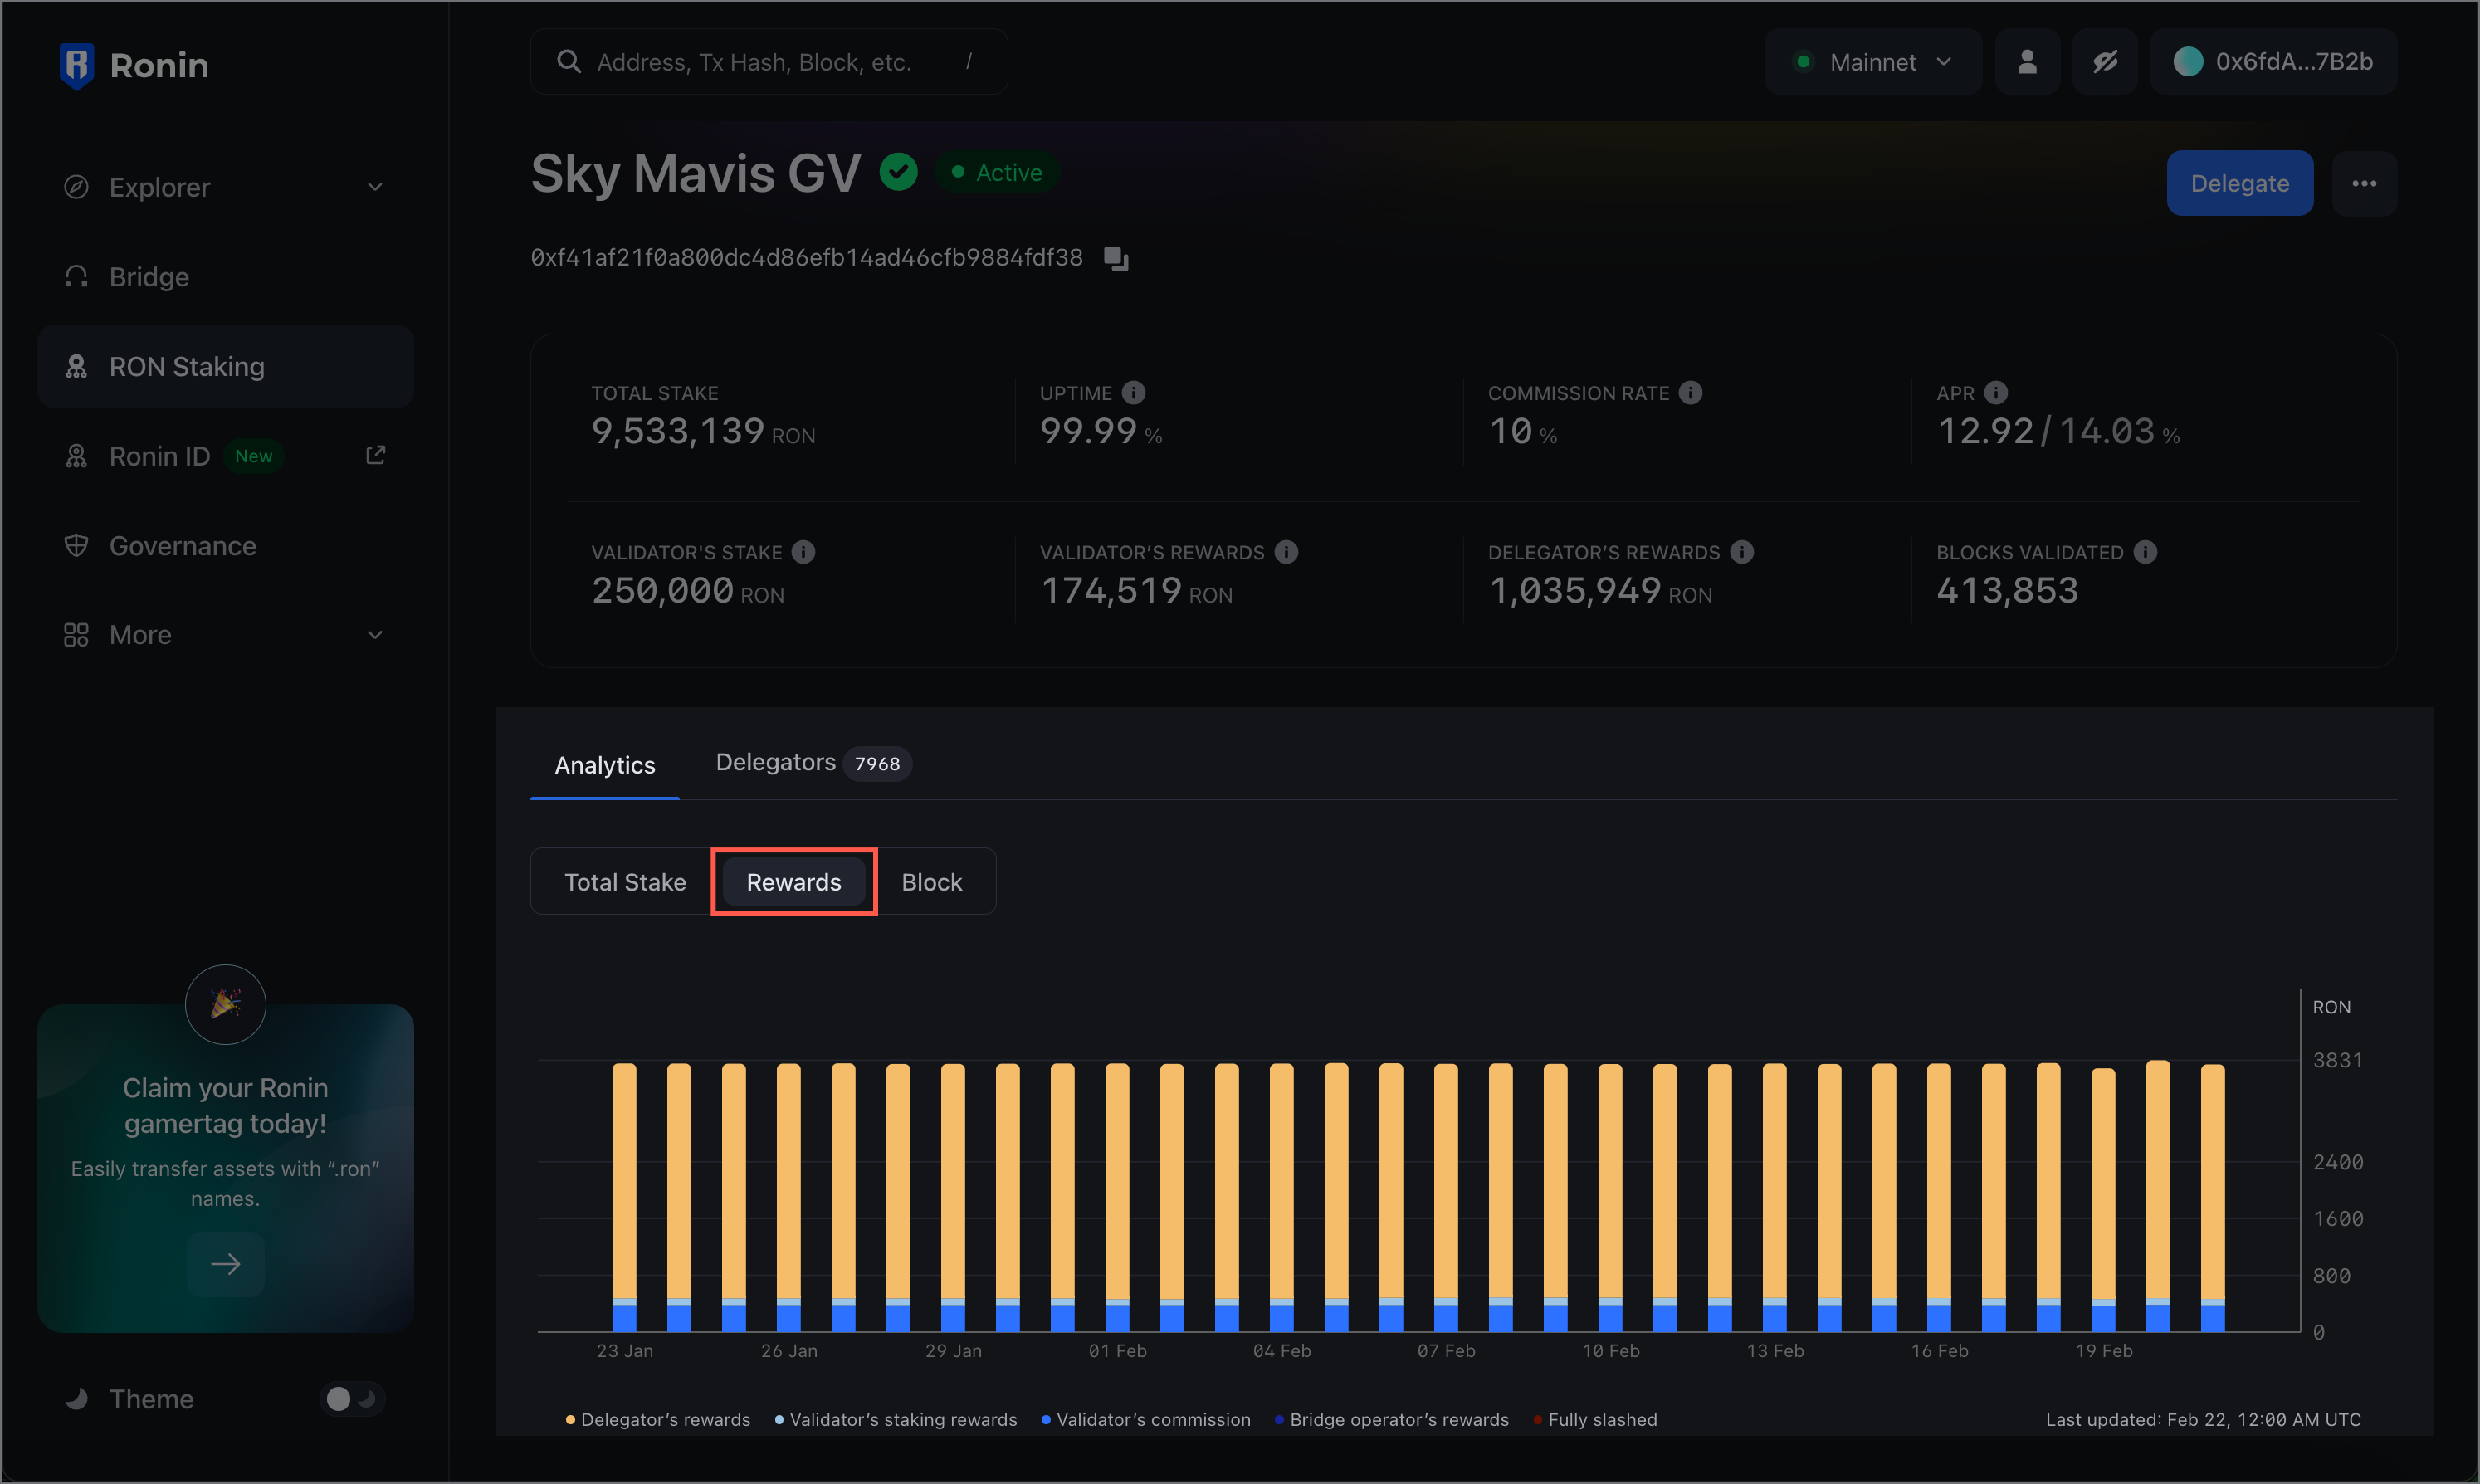 Ronin
Address, Tx Hash, Block, etc. /
Mainnet
0x6fdA...7B2b
Explorer
Bridge
RON Staking
Ronin ID New
Governance
More
Claim your Ronin
gamertag today!
Easily transfer assets with “.ron”
names.
Theme
Sky Mavis GV
Active
Delegate
0xf41af21f0a800dc4d86efb14ad46cfb9884fdf38
TOTAL STAKE
9,533,139 RON
UPTIME
99.99 %
COMMISSION RATE
10 %
APR
12.92 / 14.03 %
VALIDATOR'S STAKE
250,000 RON
VALIDATOR’S REWARDS
174,519 RON
DELEGATOR’S REWARDS
1,035,949 RON
BLOCKS VALIDATED
413,853
Analytics
Delegators 7968
Total Stake
Rewards
Block
RON
3831
2400
1600
800
0
23 Jan
26 Jan
29 Jan
01 Feb
04 Feb
07 Feb
10 Feb
13 Feb
16 Feb
19 Feb
Delegator’s rewards
Validator’s staking rewards
Validator’s commission
Bridge operator’s rewards
Fully slashed
Last updated: Feb 22, 12:00 AM UTC